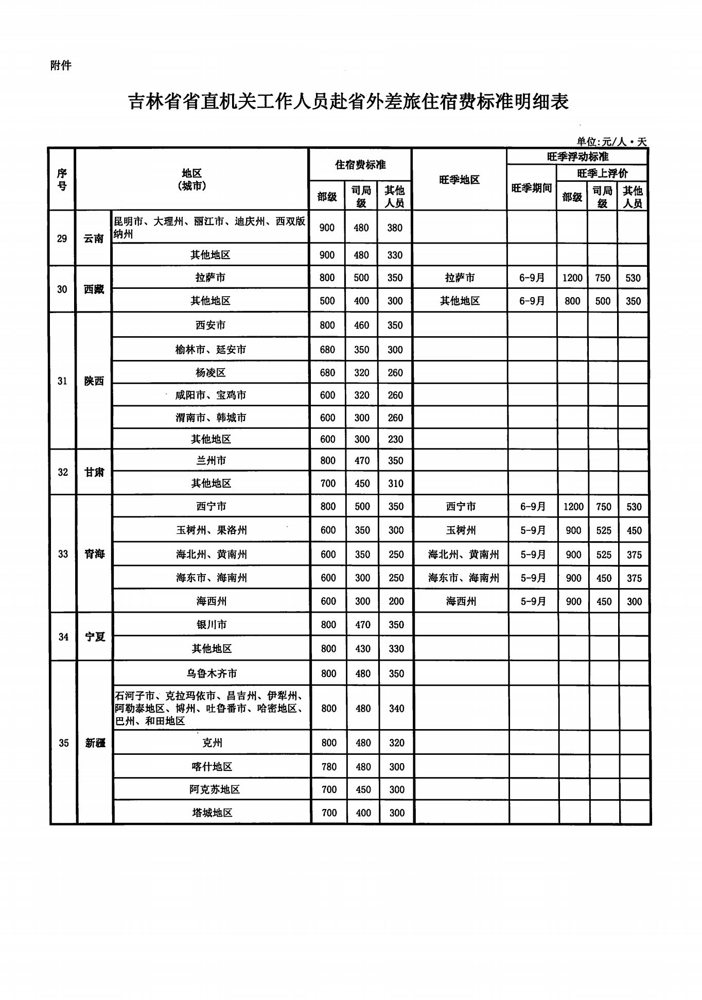 附件
吉林省省直机关工作人员赴省外差旅住宿费标准明细表
单位:元/人·天
序号 地区(城市) 住宿费标准 旺季地区 旺季浮动标准
旺季期间 旺季上浮价
部级 司局级 其他人员 部级 司局级 其他人员
29 云南 昆明市、大理州、丽江市、迪庆州、西双版
纳州 900 480 380
其他地区 900 480 330
30 西藏 拉萨市 800 500 350 拉萨市 6-9月 1200 750 530
其他地区 500 400 300 其他地区 6-9月 800 500 350
31 陕西 西安市 800 460 350
榆林市、延安市 680 350 300
杨凌区 680 320 260
咸阳市、宝鸡市 600 320 260
渭南市、韩城市 600 300 260
其他地区 600 300 230
32 甘肃 兰州市 800 470 350
其他地区 700 450 310
33 青海 西宁市 800 500 350 西宁市 6-9月 1200 750 530
玉树州、果洛州 600 350 300 玉树州 5-9月 900 525 450
海北州、黄南州 600 350 250 海北州、黄南州 5-9月 900 525 375
海东市、海南州 600 300 250 海东市、海南州 5-9月 900 450 375
海西州 600 300 200 海西州 5-9月 900 450 300
34 宁夏 银川市 800 470 350
其他地区 800 430 330
35 新疆 乌鲁木齐市 800 480 350
石河子市、克拉玛依市、昌吉州、伊犁州、
阿勒泰地区、博州、吐鲁番市、哈密地区、
巴州、和田地区 800 480 340
克州 800 480 320
喀什地区 780 480 300
阿克苏地区 700 450 300
塔城地区 700 400 300